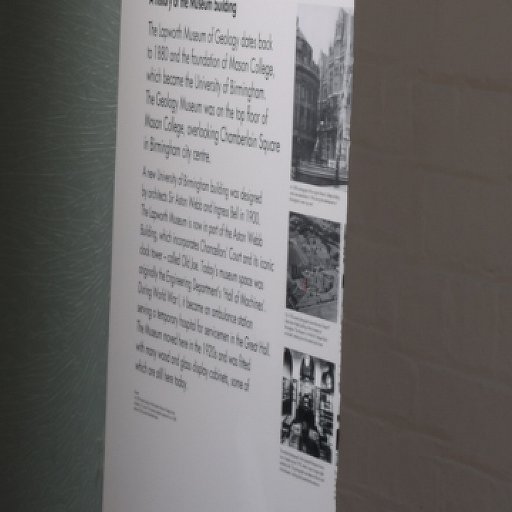 A history of the Museum building
The Lapworth Museum of Geology dates back
to 1880 and the foundation of Mason College,
which became the University of Birmingham.
The Geology Museum was on the top floor of
Mason College, overlooking Chamberlain Square
in Birmingham city centre.
A new University of Birmingham building was designed
by architects Sir Aston Webb and Ingress Bell in 1900.
The Lapworth Museum is now in part of the Aston Webb
Building, which incorporates Chancellors' Court and its iconic
clock tower – called Old Joe. Today's museum space was
originally the Engineering Department's 'Hall of Machines'.
During World War I, it became an ambulance station
serving a temporary hospital for servicemen in the Great Hall.
The Museum moved here in the 1920s and was fitted
with many wood and glass display cabinets, some of
which are still here today.